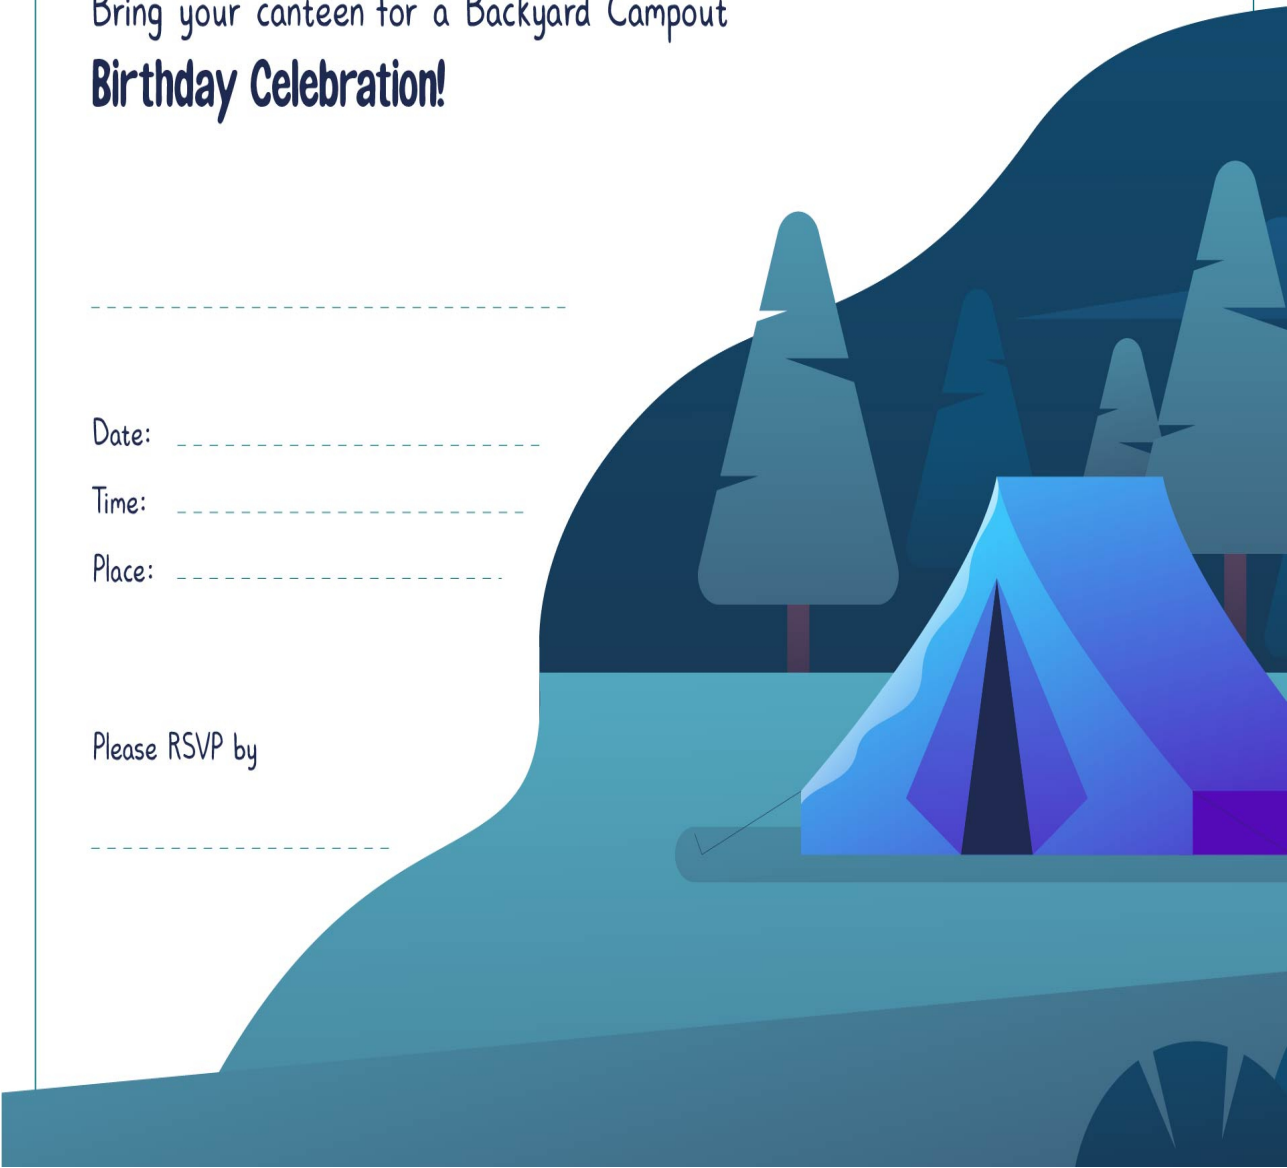 Bring your canteen for a Backyard Campout
Birthday Celebration!
Date:
Time:
Place:
Please RSVP by